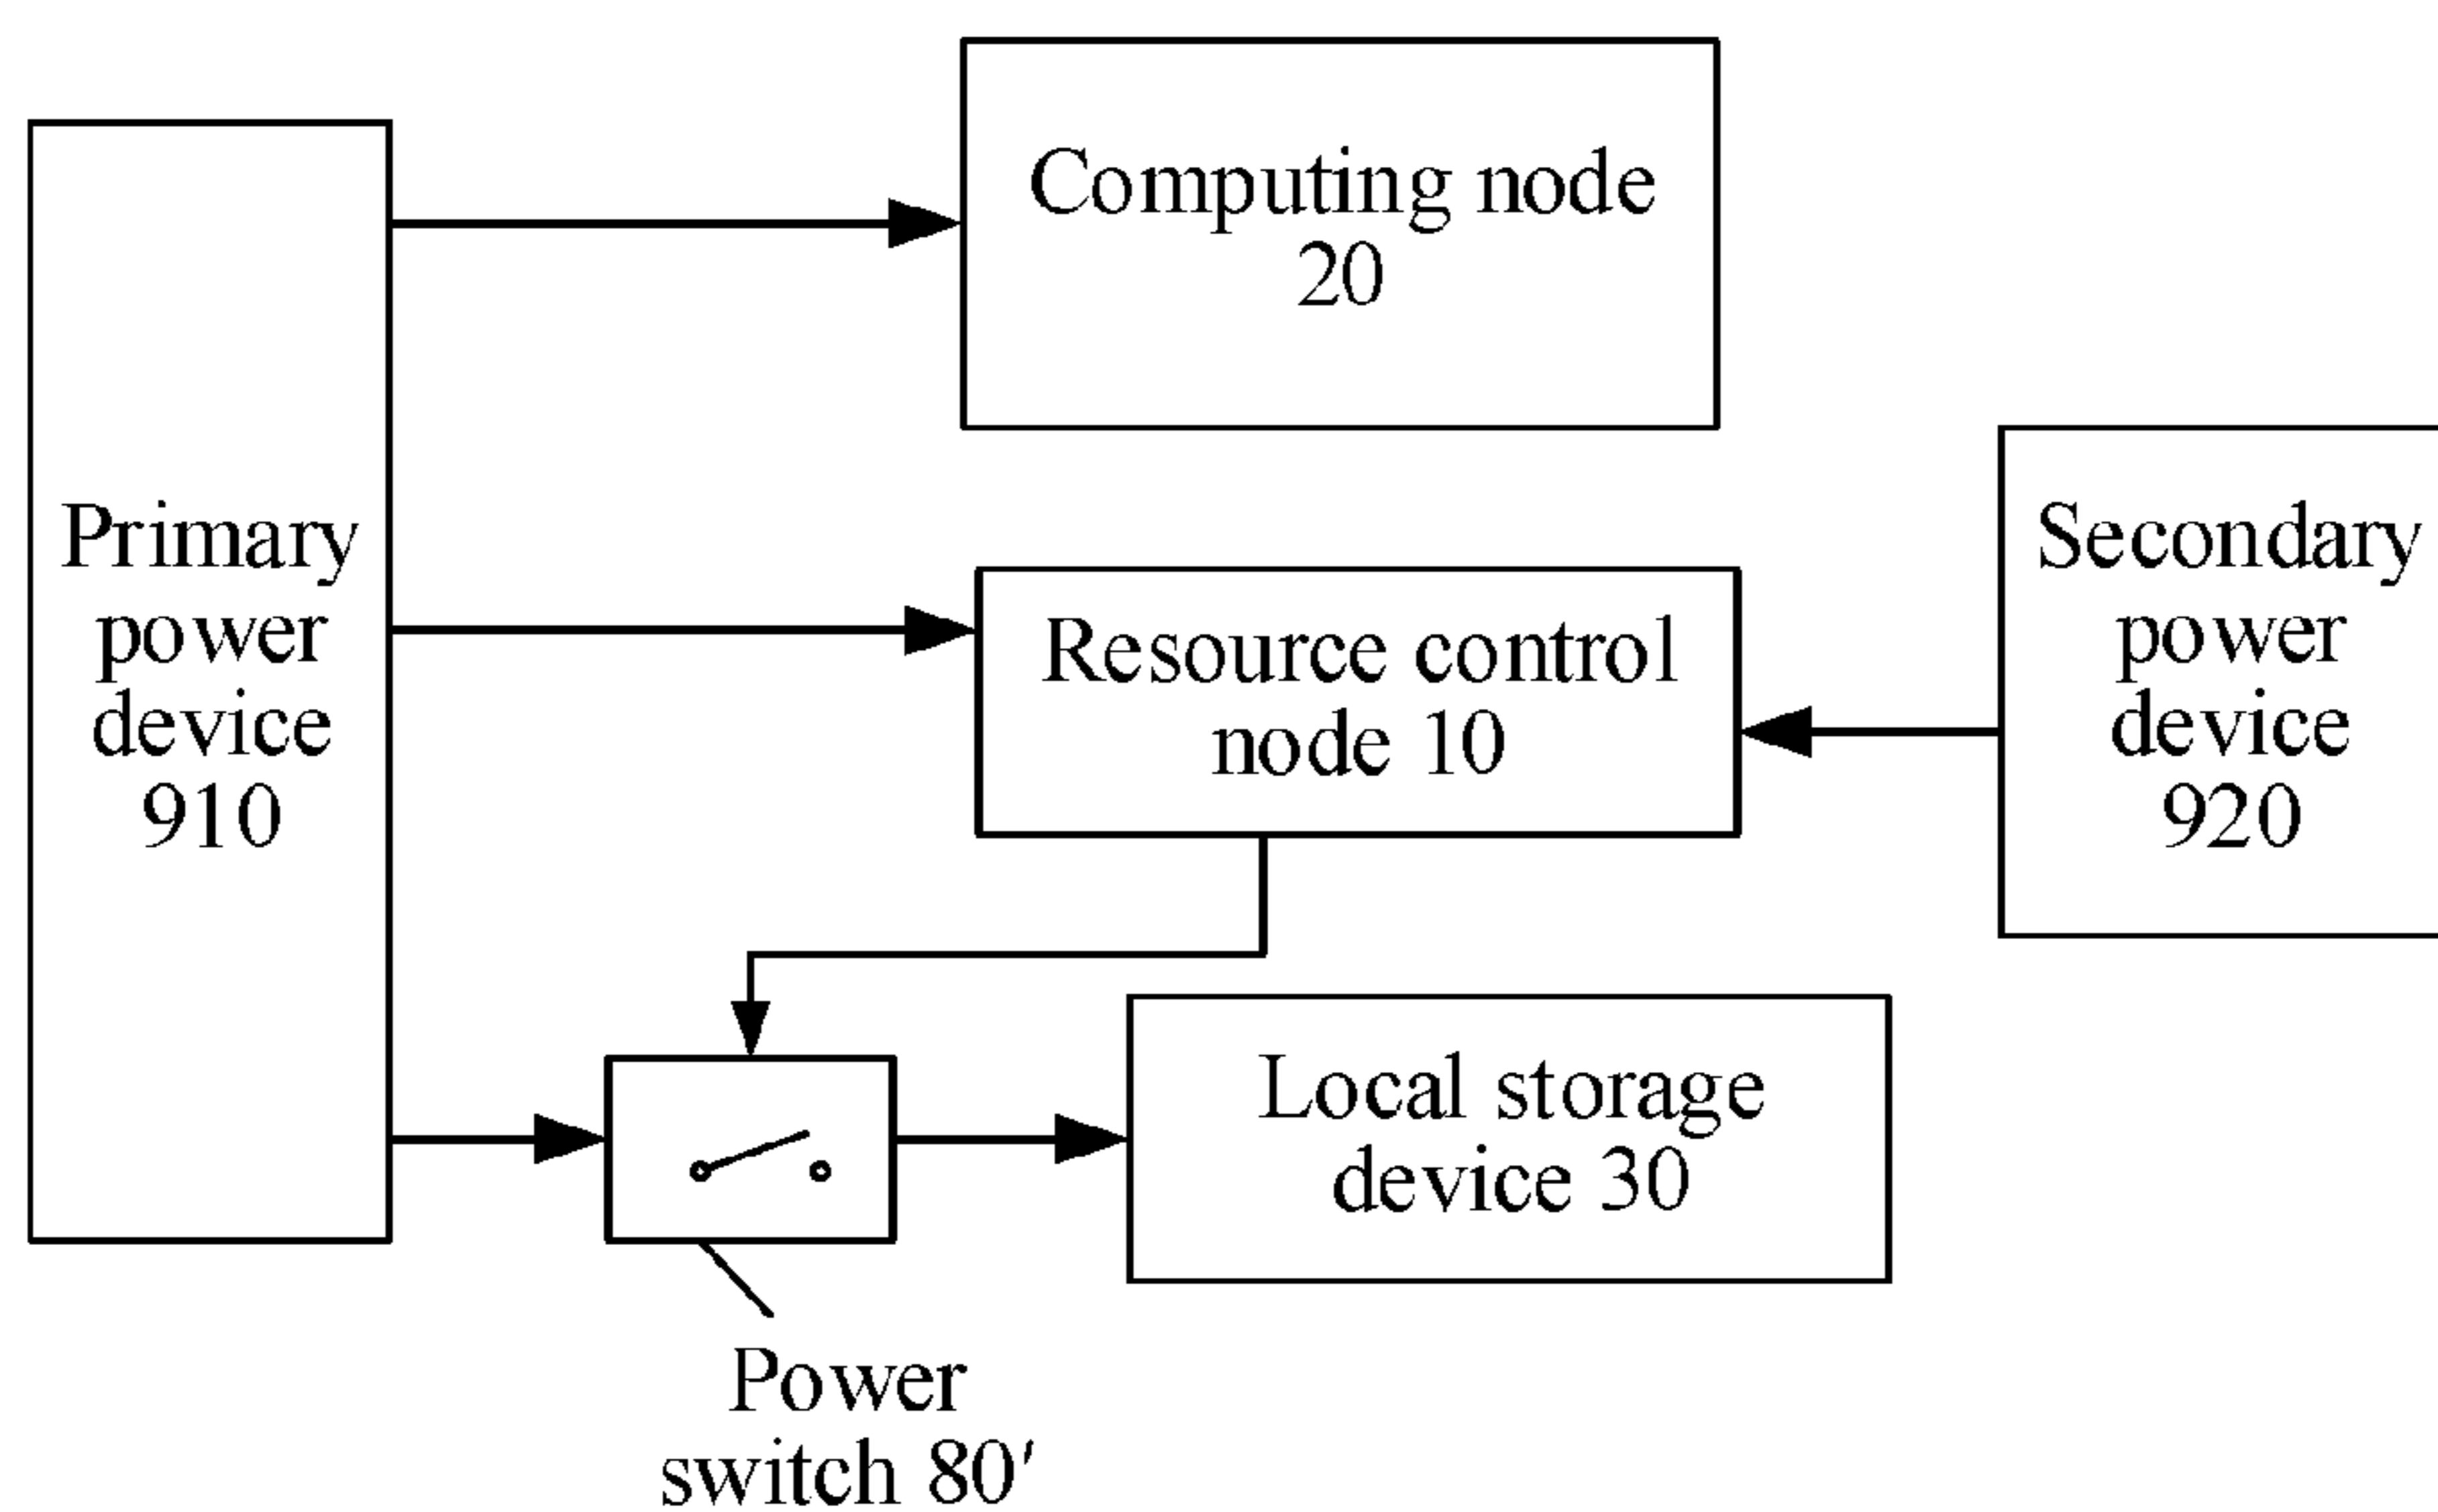 Computing node
20
Primary
power
device
910
Resource control
node 10
Secondary
power
device
920
Local storage
device 30
Power
switch 80′